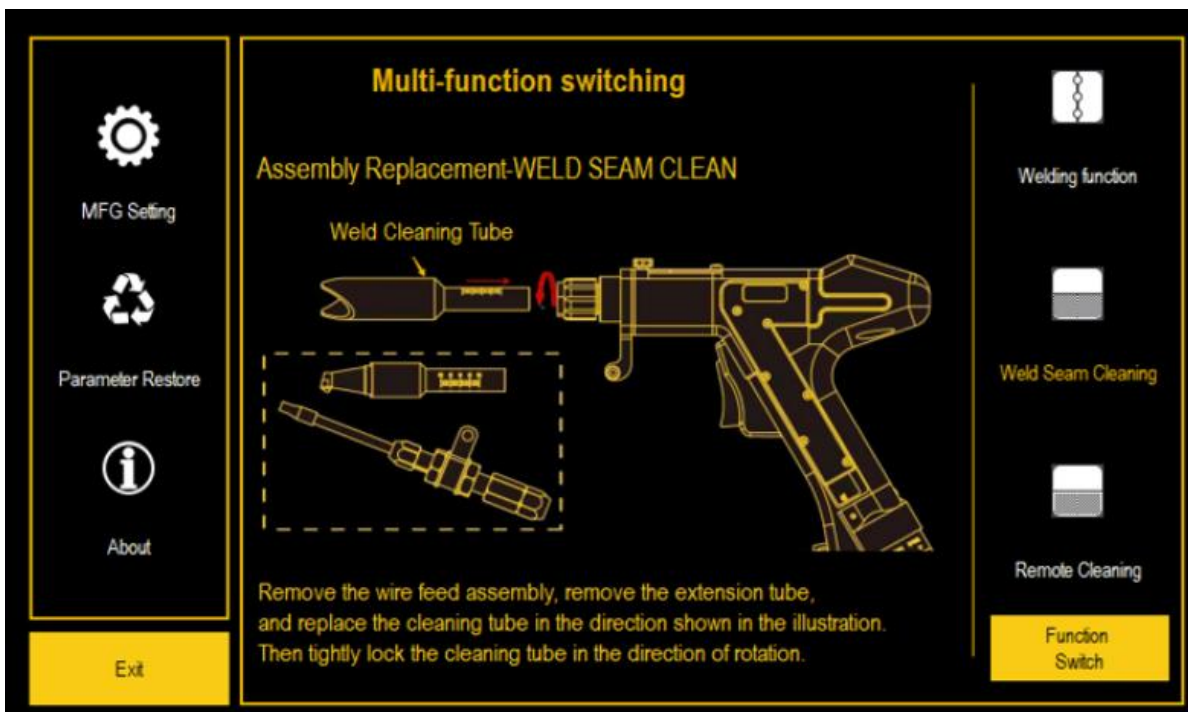 MFG Setting
Parameter Restore
About
Exit
Multi-function switching
Assembly Replacement-WELD SEAM CLEAN
Weld Cleaning Tube
Remove the wire feed assembly, remove the extension tube,
and replace the cleaning tube in the direction shown in the illustration.
Then tightly lock the cleaning tube in the direction of rotation.
Welding function
Weld Seam Cleaning
Remote Cleaning
Function
Switch